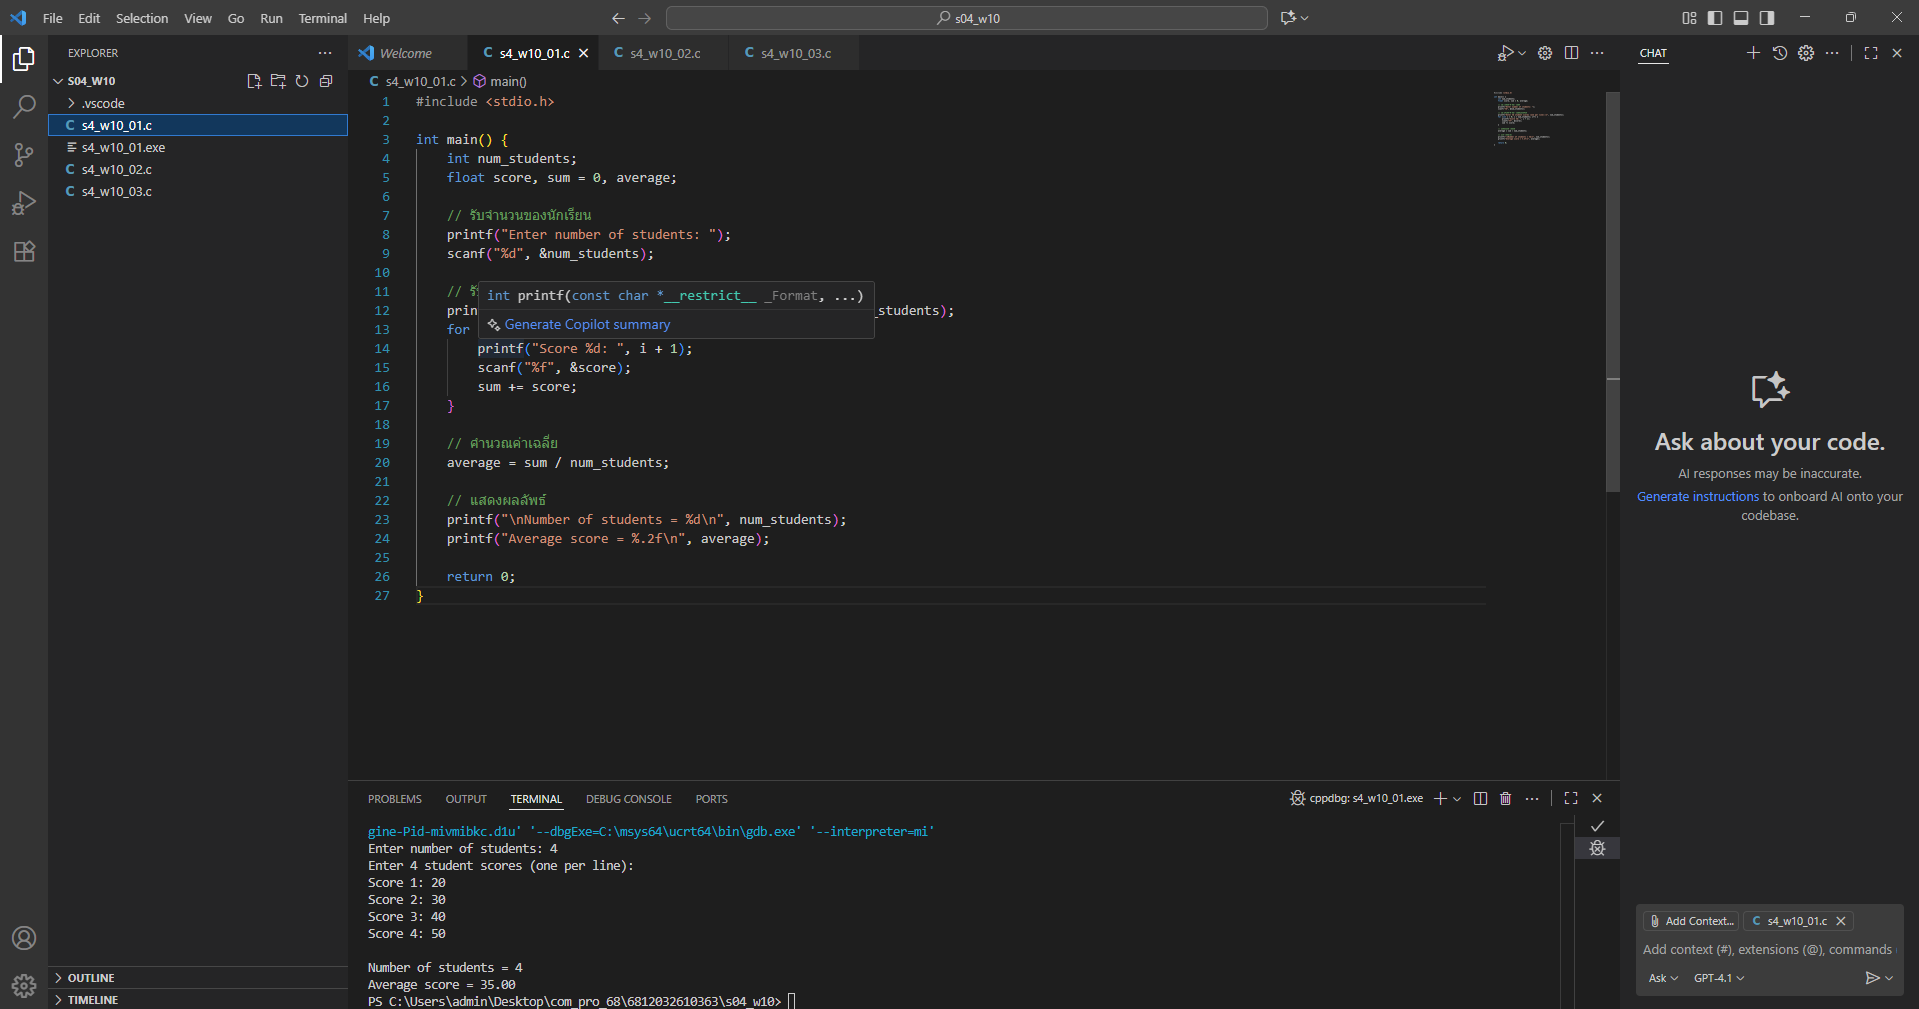 File Edit Selection View Go Run Terminal Help
s04_w10
EXPLORER
S04_W10
.vscode
s4_w10_01.c
s4_w10_01.exe
s4_w10_02.c
s4_w10_03.c
OUTLINE
TIMELINE
Welcome s4_w10_01.c s4_w10_02.c s4_w10_03.c
s4_w10_01.c > main()
1 #include <stdio.h>
2
3 int main() {
4 int num_students;
5 float score, sum = 0, average;
6
7 // รับจำนวนของนักเรียน
8 printf("Enter number of students: ");
9 scanf("%d", &num_students);
10
11 //
int printf(const char *__restrict__ _Format, ...)
12 prin _students);
13 for
Generate Copilot summary
14 printf("Score %d: ", i + 1);
15 scanf("%f", &score);
16 sum += score;
17 }
18
19 // คำนวณค่าเฉลี่ย
20 average = sum / num_students;
21
22 // แสดงผลลัพธ์
23 printf("\nNumber of students = %d\n", num_students);
24 printf("Average score = %.2f\n", average);
25
26 return 0;
27 }
PROBLEMS OUTPUT TERMINAL DEBUG CONSOLE PORTS
cppdbg: s4_w10_01.exe
gine-Pid-mivmibkc.d1u' '--dbgExe=C:\msys64\ucrt64\bin\gdb.exe' '--interpreter=mi'
Enter number of students: 4
Enter 4 student scores (one per line):
Score 1: 20
Score 2: 30
Score 3: 40
Score 4: 50
Number of students = 4
Average score = 35.00
PS C:\Users\admin\Desktop\com_pro_68\6812032610363\s04_w10>
CHAT
Ask about your code.
AI responses may be inaccurate.
Generate instructions to onboard AI onto your
codebase.
Add Context... s4_w10_01.c
Add context (#), extensions (@), commands
Ask GPT-4.1